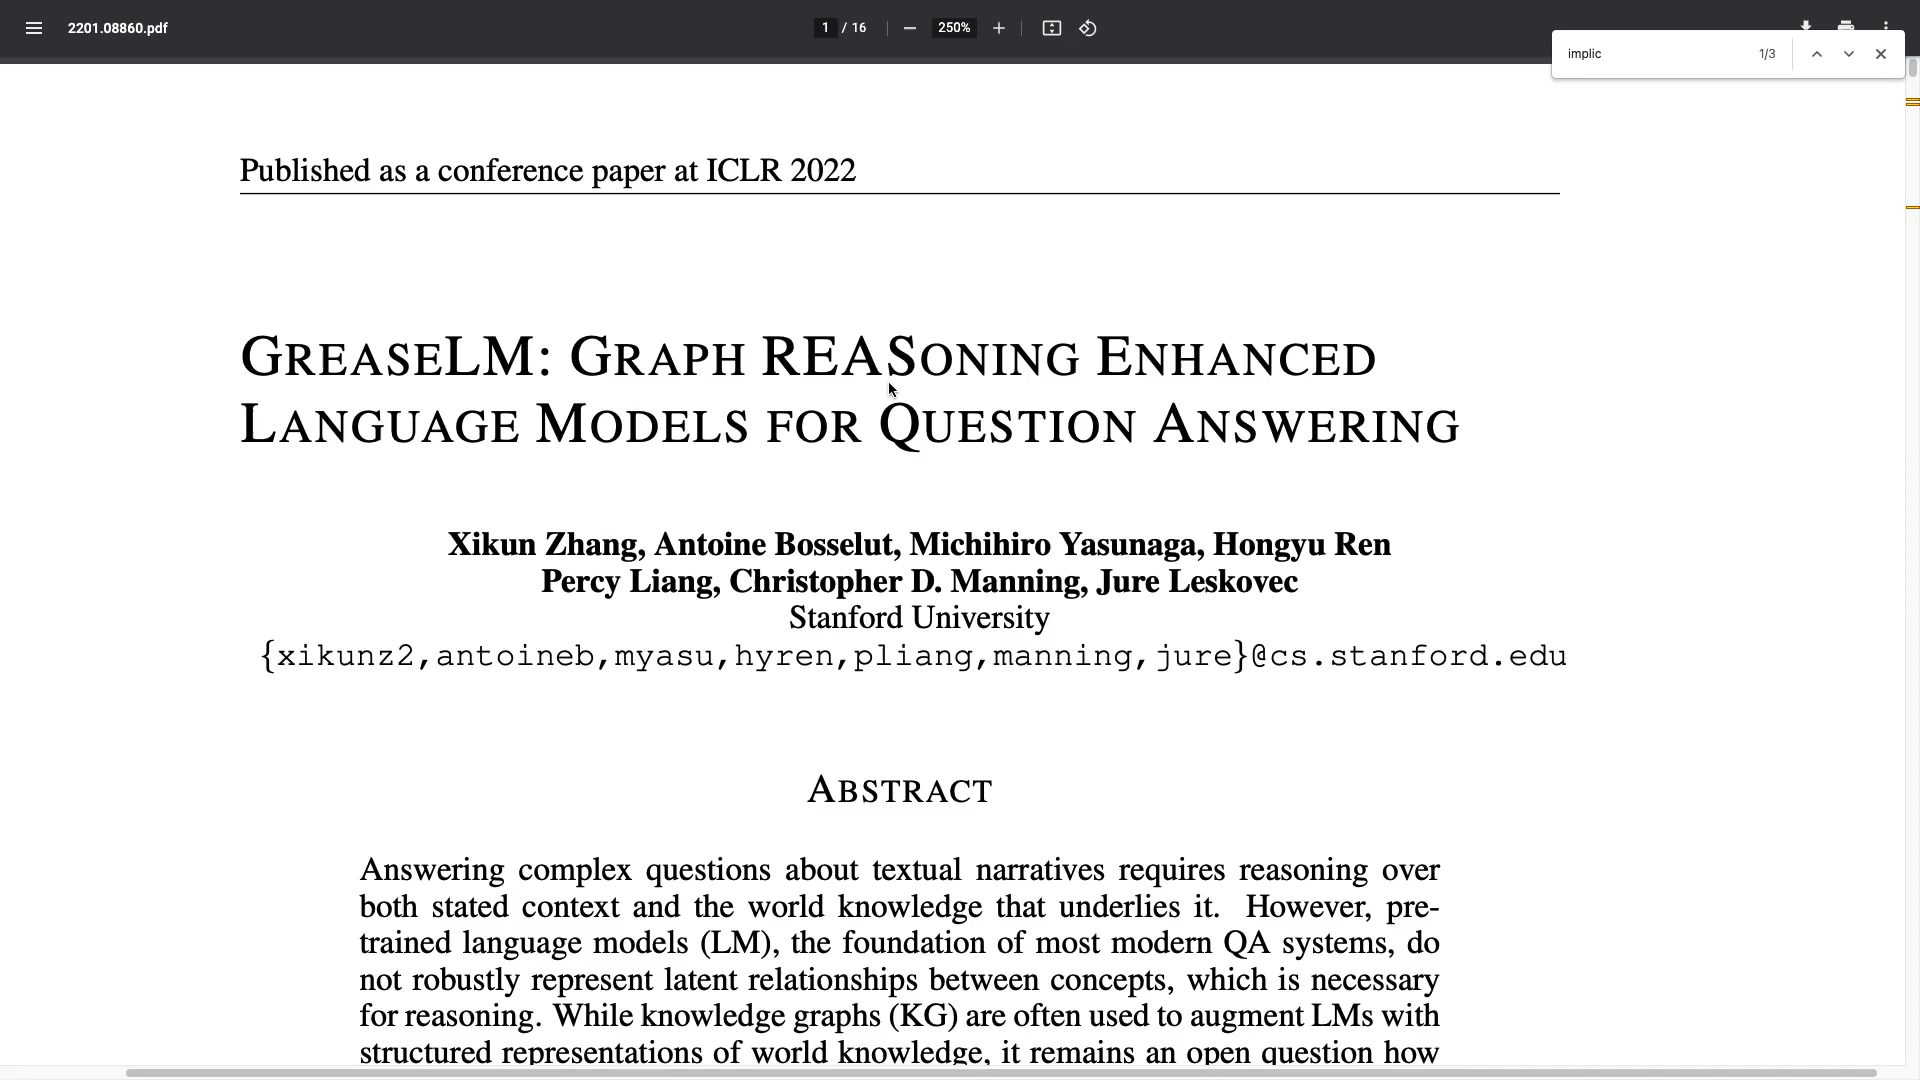 2201.08860.pdf
1 / 16
250%
implic
1/3
Published as a conference paper at ICLR 2022
GREASELM: GRAPH REASONING ENHANCED
LANGUAGE MODELS FOR QUESTION ANSWERING
Xikun Zhang, Antoine Bosselut, Michihiro Yasunaga, Hongyu Ren
Percy Liang, Christopher D. Manning, Jure Leskovec
Stanford University
{xikunz2,antoineb,myasu,hyren,pliang,manning,jure}@cs.stanford.edu
ABSTRACT
Answering complex questions about textual narratives requires reasoning over
both stated context and the world knowledge that underlies it. However, pre-
trained language models (LM), the foundation of most modern QA systems, do
not robustly represent latent relationships between concepts, which is necessary
for reasoning. While knowledge graphs (KG) are often used to augment LMs with
structured representations of world knowledge, it remains an open question how